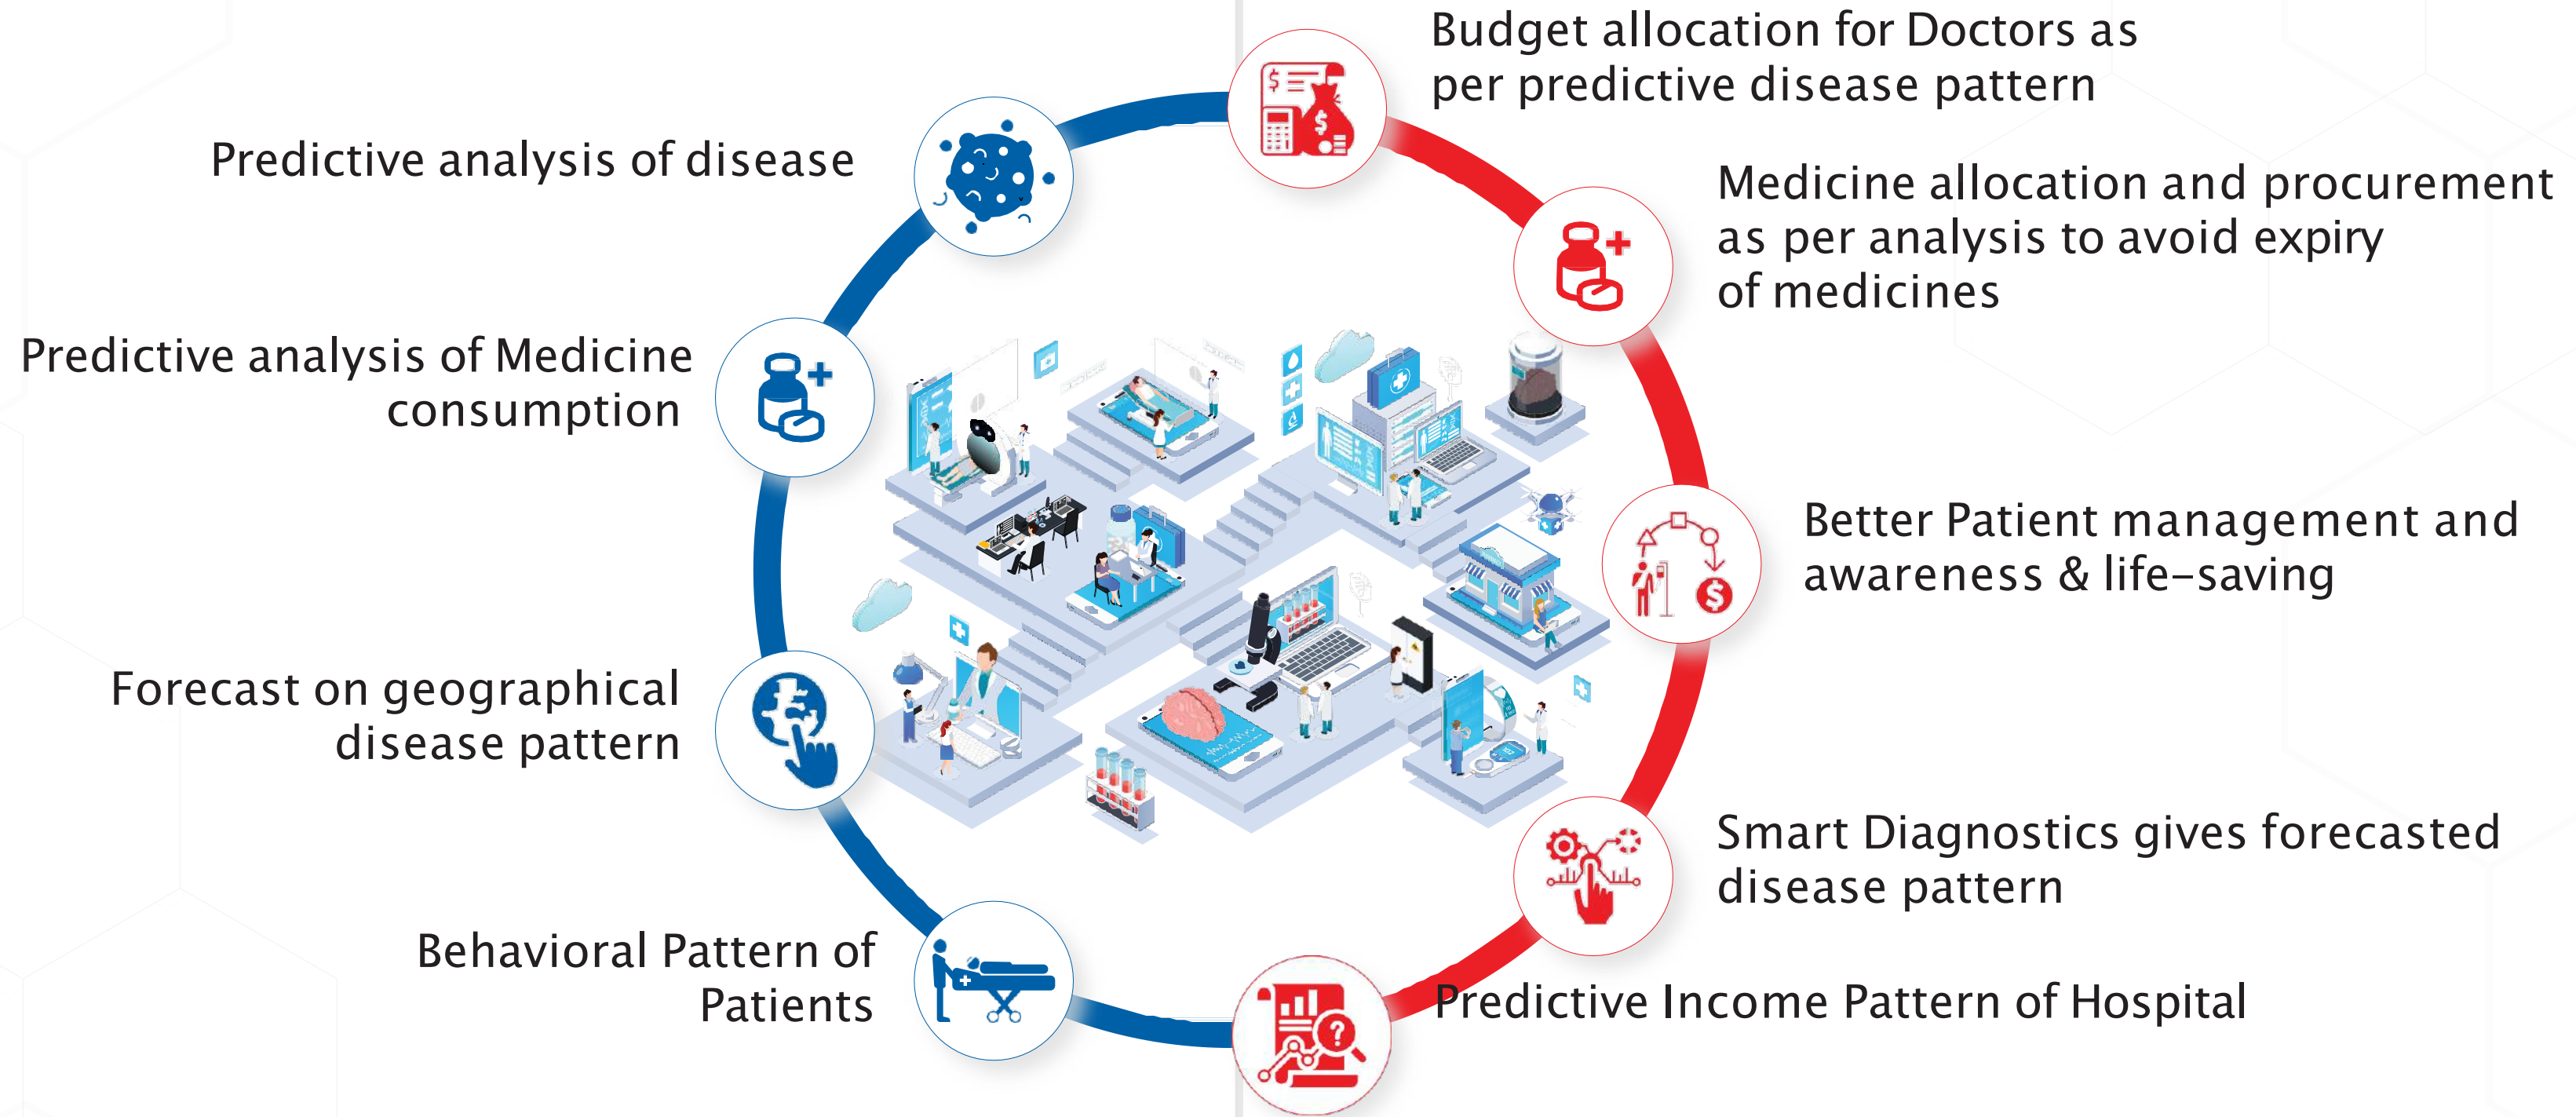 Budget allocation for Doctors as
per predictive disease pattern
Medicine allocation and procurement
as per analysis to avoid expiry
of medicines
Better Patient management and
awareness & life-saving
Smart Diagnostics gives forecasted
disease pattern
Predictive Income Pattern of Hospital
Behavioral Pattern of
Patients
Forecast on geographical
disease pattern
Predictive analysis of Medicine
consumption
Predictive analysis of disease